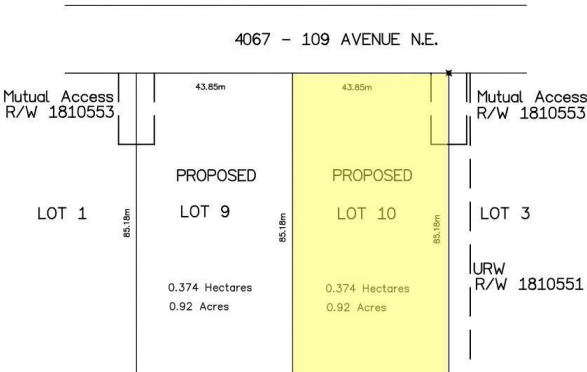 4067 - 109 AVENUE N.E.
Mutual Access
R/W 1810553
43.85m
43.85m
Mutual Access
R/W 1810553
PROPOSED
PROPOSED
LOT 1
85.18m
LOT 9
85.18m
LOT 10
85.18m
LOT 3
URW
R/W 1810551
0.374 Hectares
0.92 Acres
0.374 Hectares
0.92 Acres